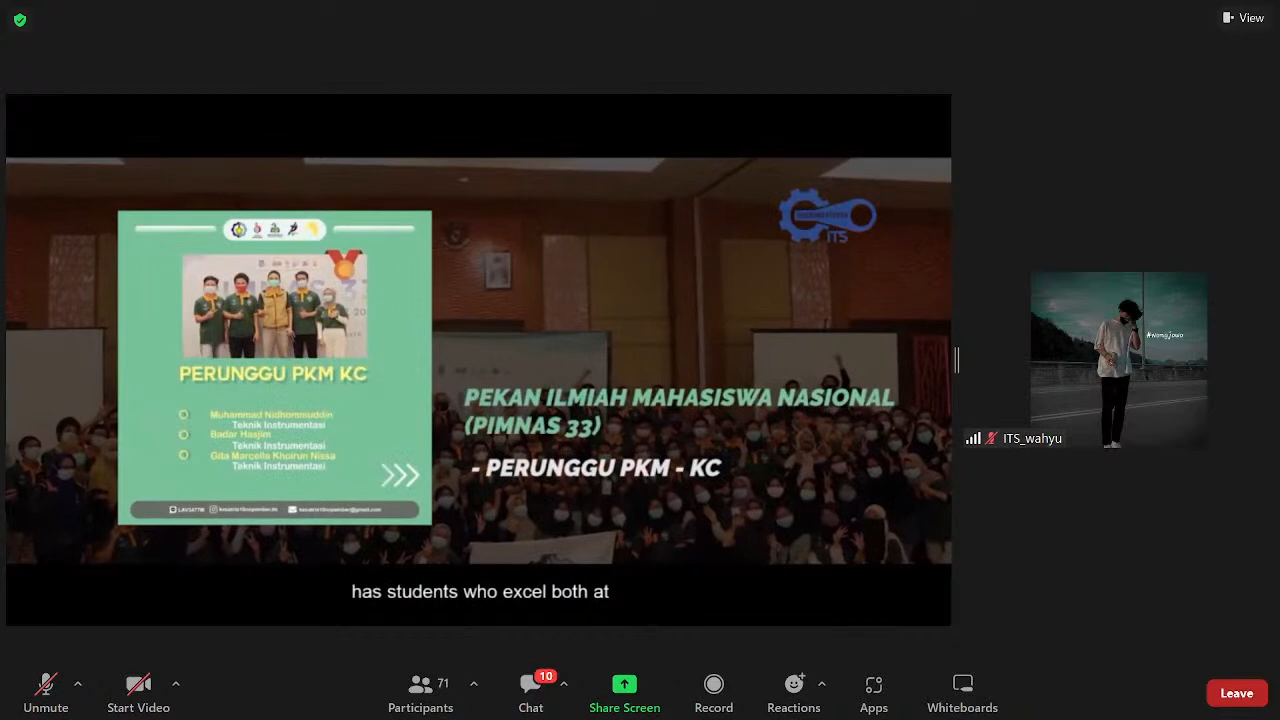 View
ITS
PERUNGGU PKM KC
Muhammad Nidhommuddin
Teknik Instrumentasi
Badar Hasjim
Teknik Instrumentasi
Gita Marcella Khoirun Nissa
Teknik Instrumentasi
PEKAN ILMIAH MAHASISWA NASIONAL
(PIMNAS 33)
- PERUNGGU PKM - KC
has students who excel both at
#wongjowo
ITS_wahyu
Unmute
Start Video
71
Participants
10
Chat
Share Screen
Record
Reactions
Apps
Whiteboards
Leave